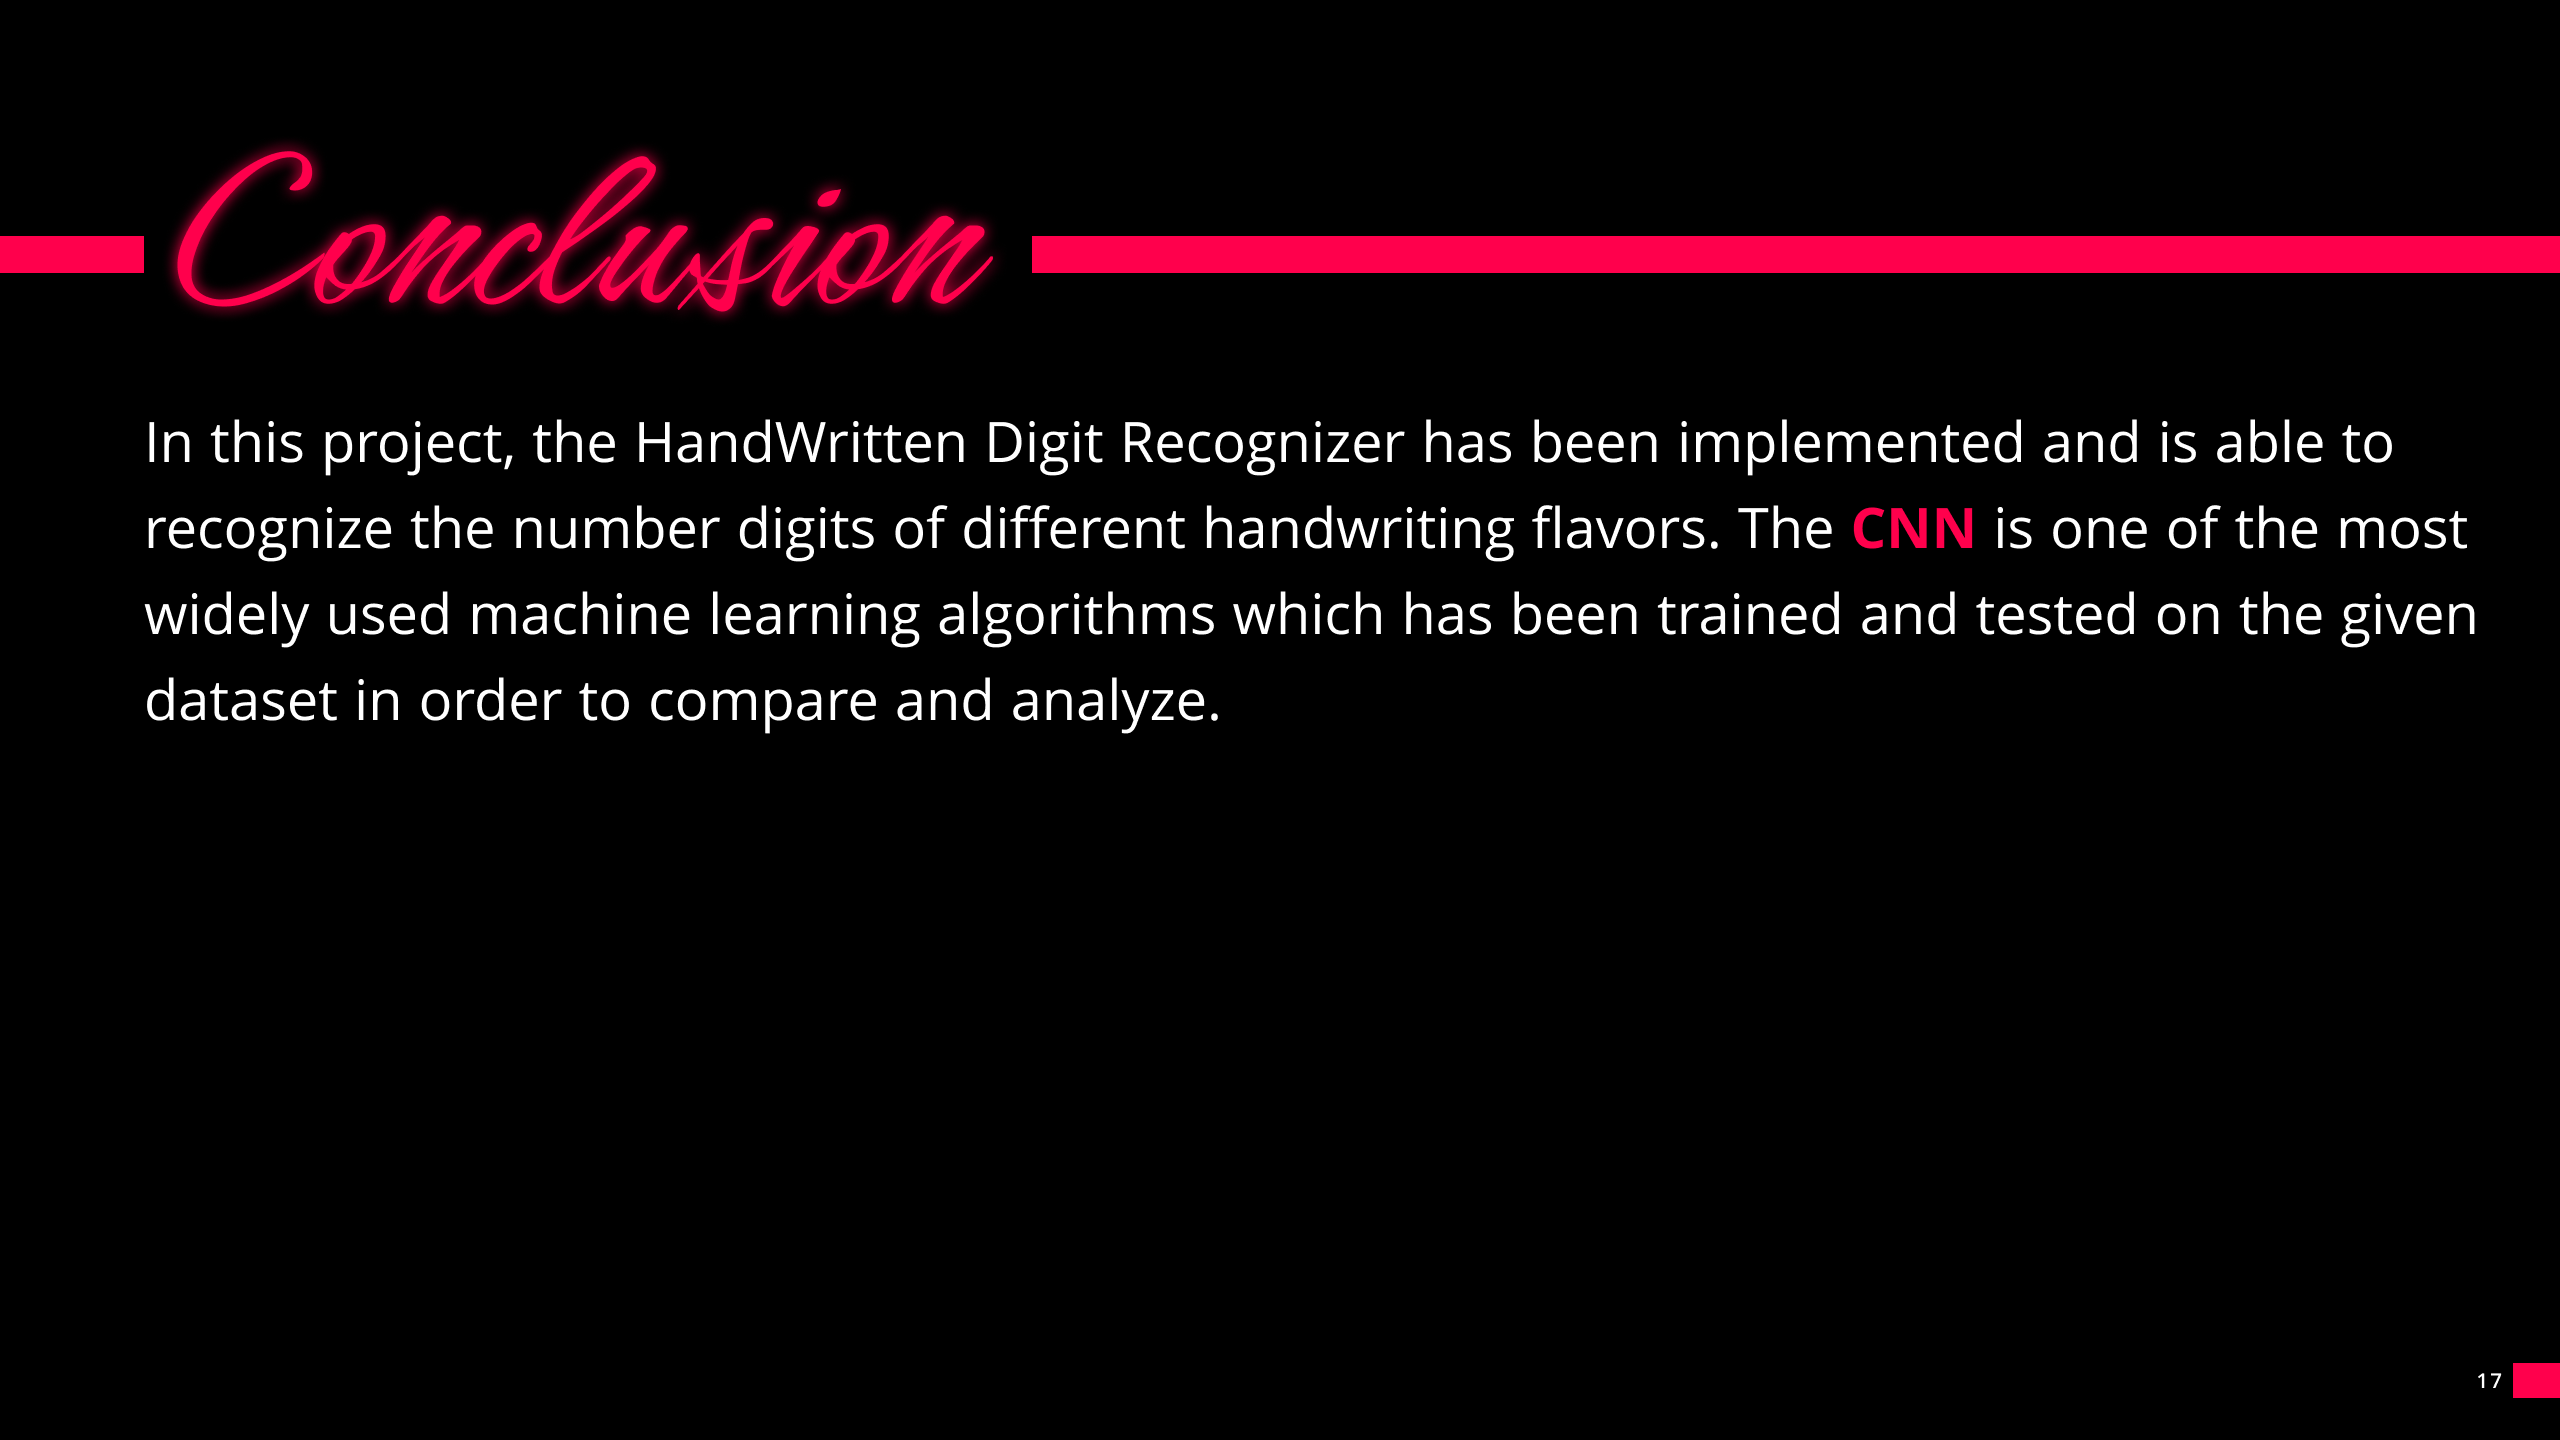 Conclusion
In this project, the HandWritten Digit Recognizer has been implemented and is able to
recognize the number digits of different handwriting flavors. The CNN is one of the most
widely used machine learning algorithms which has been trained and tested on the given
dataset in order to compare and analyze.
17